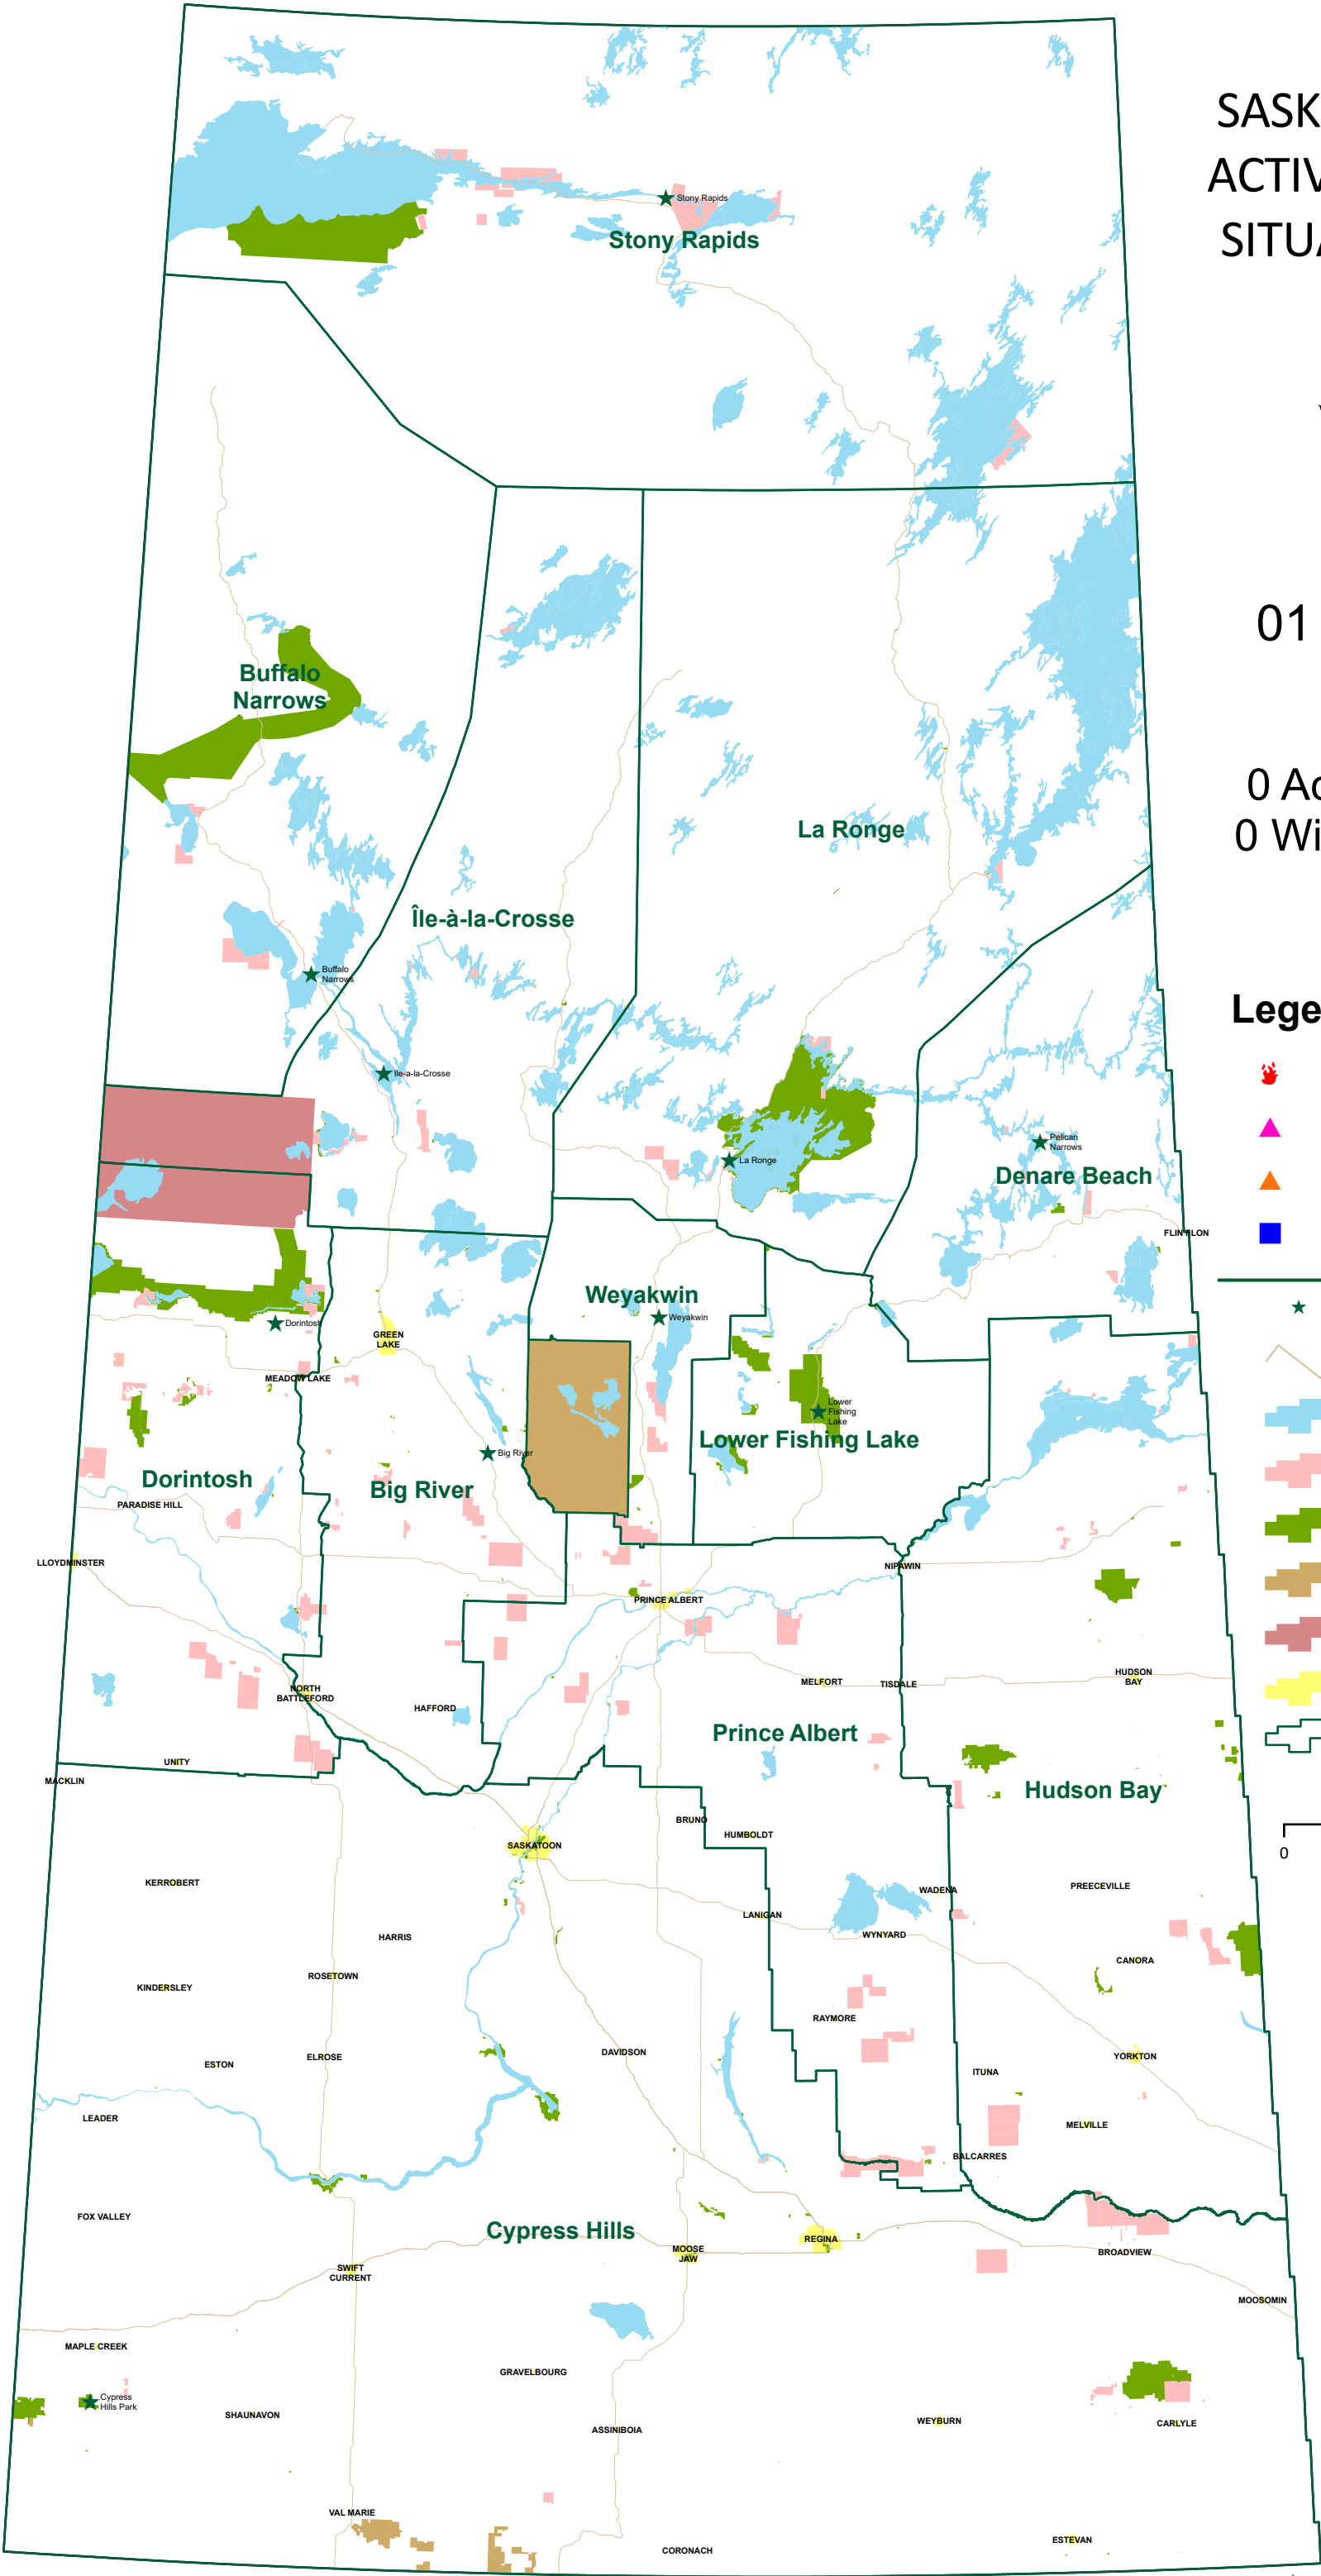 SASK
ACTIV
SITUA
01
0 Ac
0 Wi
Lege
0
Stony Rapids
Stony Rapids
Buffalo
Narrows
La Ronge
Île-à-la-Crosse
Buffalo
Narrows
Ile-a-la-Crosse
Pelican
Narrows
La Ronge
Denare Beach
FLIN FLON
Weyakwin
Weyakwin
Dorintosh
GREEN
LAKE
MEADOW LAKE
Lower
Fishing
Lake
Lower Fishing Lake
Big River
Dorintosh
Big River
PARADISE HILL
LLOYDMINSTER
NIPAWIN
PRINCE ALBERT
HUDSON
BAY
MELFORT
TISDALE
NORTH
BATTLEFORD
HAFFORD
Prince Albert
UNITY
MACKLIN
Hudson Bay
BRUNO
HUMBOLDT
SASKATOON
KERROBERT
PREECEVILLE
WADENA
LANIGAN
WYNYARD
HARRIS
CANORA
ROSETOWN
KINDERSLEY
RAYMORE
DAVIDSON
YORKTON
ELROSE
ESTON
ITUNA
LEADER
MELVILLE
BALCARRES
FOX VALLEY
Cypress Hills
REGINA
MOOSE
JAW
BROADVIEW
SWIFT
CURRENT
MOOSOMIN
MAPLE CREEK
GRAVELBOURG
Cypress
Hills Park
SHAUNAVON
ASSINIBOIA
WEYBURN
CARLYLE
VAL MARIE
ESTEVAN
CORONACH